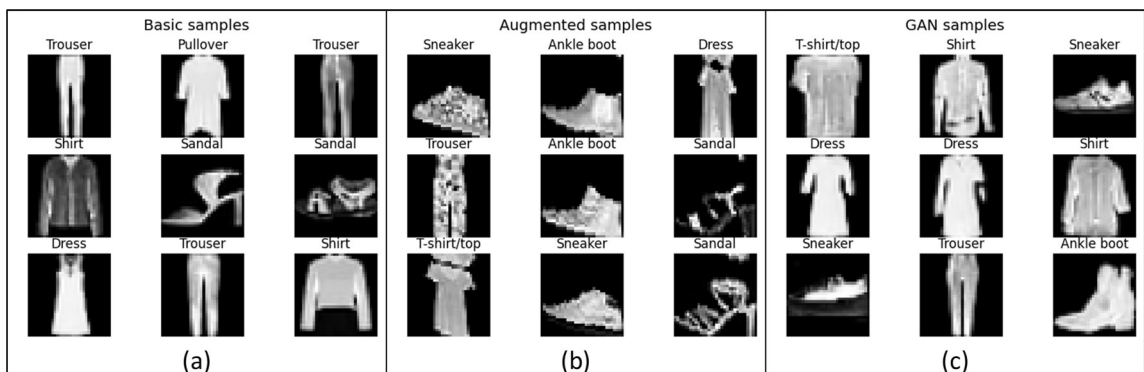 Basic samples
Trouser Pullover Trouser
Shirt Sandal Sandal
Dress Trouser Shirt
(a)
Augmented samples
Sneaker Ankle boot Dress
Trouser Ankle boot Sandal
T-shirt/top Sneaker Sandal
(b)
GAN samples
T-shirt/top Shirt Sneaker
Dress Dress Shirt
Sneaker Trouser Ankle boot
(c)